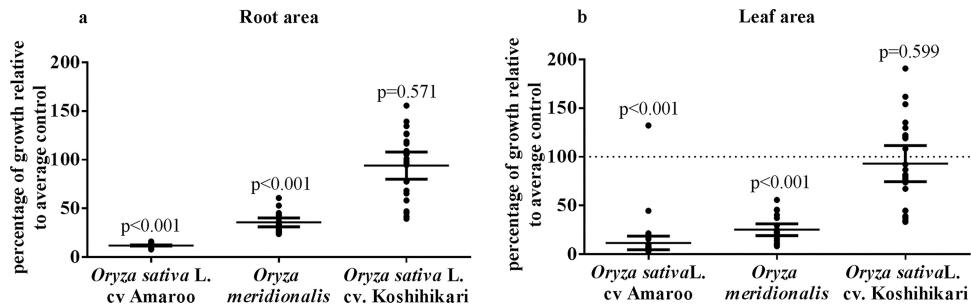 a
Root area
percentage of growth relative
to average control
200
150
100
50
0
p<0.001
p<0.001
p=0.571
Oryza sativa L.
cv Amaroo
Oryza
meridionalis
Oryza sativa L.
cv. Koshihikari
b
Leaf area
percentage of growth relative
to average control
200
150
100
50
0
p<0.001
p<0.001
p=0.599
Oryza sativaL.
cv Amaroo
Oryza
meridionalis
Oryza sativaL.
cv. Koshihikari